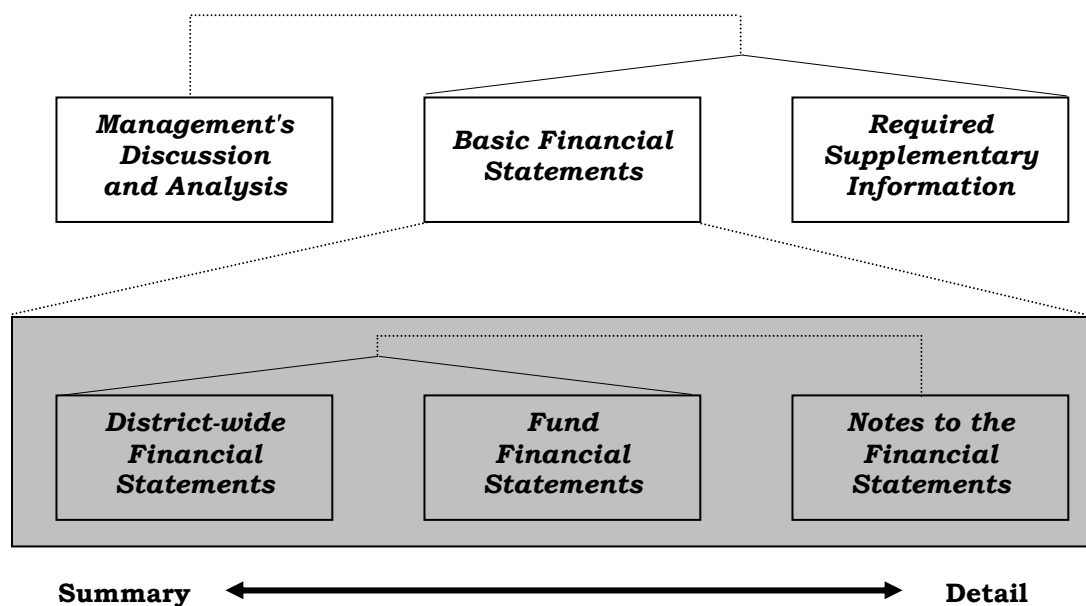 Management's
Discussion
and Analysis
Basic Financial
Statements
Required
Supplementary
Information
District-wide
Financial
Statements
Fund
Financial
Statements
Notes to the
Financial
Statements
Summary
Detail